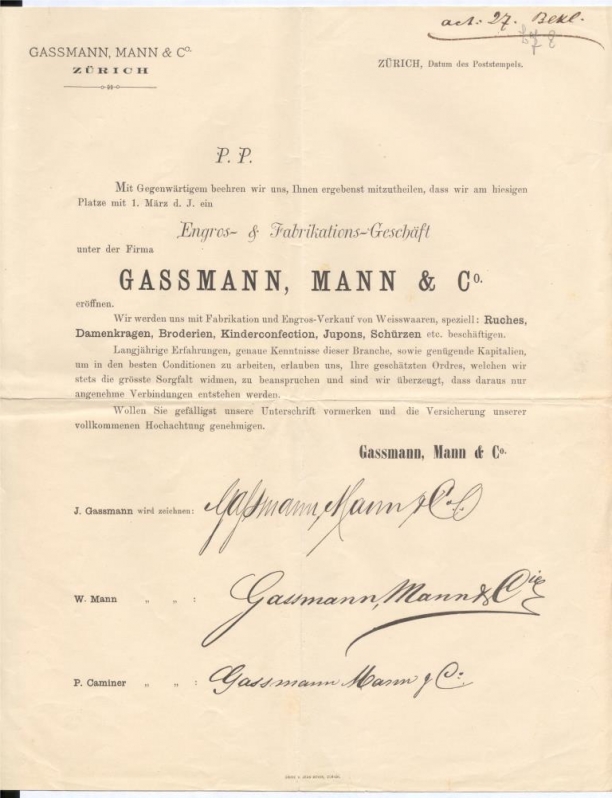 act. 27. Bekl.
GASSMANN, MANN & Co.
ZÜRICH
ZÜRICH, Datum des Poststempels.
P. P.
Mit Gegenwärtigem beehren wir uns, Ihnen ergebenst mitzutheilen, dass wir am hiesigen
Platze mit 1. März d. J. ein
Engros- & Fabrikations-Geschäft
unter der Firma
GASSMANN, MANN & Co.
eröffnen.
Wir werden uns mit Fabrikation und Engros-Verkauf von Weisswaaren, speziell: Ruches,
Damenkragen, Broderien, Kinderconfection, Jupons, Schürzen etc. beschäftigen.
Langjährige Erfahrungen, genaue Kenntnisse dieser Branche, sowie genügende Kapitalien,
um in den besten Conditionen zu arbeiten, erlauben uns, Ihre geschätzten Ordres, welchen wir
stets die grösste Sorgfalt widmen, zu beanspruchen und sind wir überzeugt, dass daraus nur
angenehme Verbindungen entstehen werden.
Wollen Sie gefälligst unsere Unterschrift vormerken und die Versicherung unserer
vollkommenen Hochachtung genehmigen.
Gassmann, Mann & Co.
J. Gassmann wird zeichnen: Gassmann, Mann & Co.
W. Mann „ „ : Gassmann, Mann & Cie
P. Caminer „ „ : Gassmann Mann & Co: